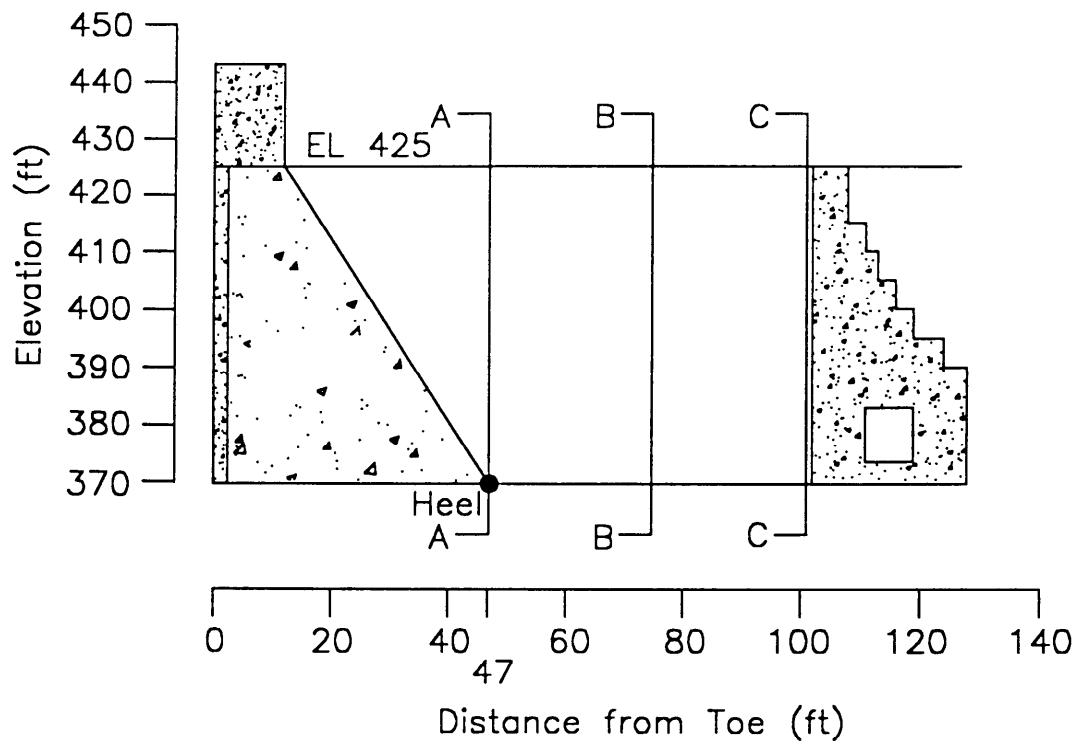 450
440
430
420
410
400
390
380
370
Elevation (ft)
EL 425
A
B
C
Heel
A
B
C
0 20 40 60 80 100 120 140
47
Distance from Toe (ft)